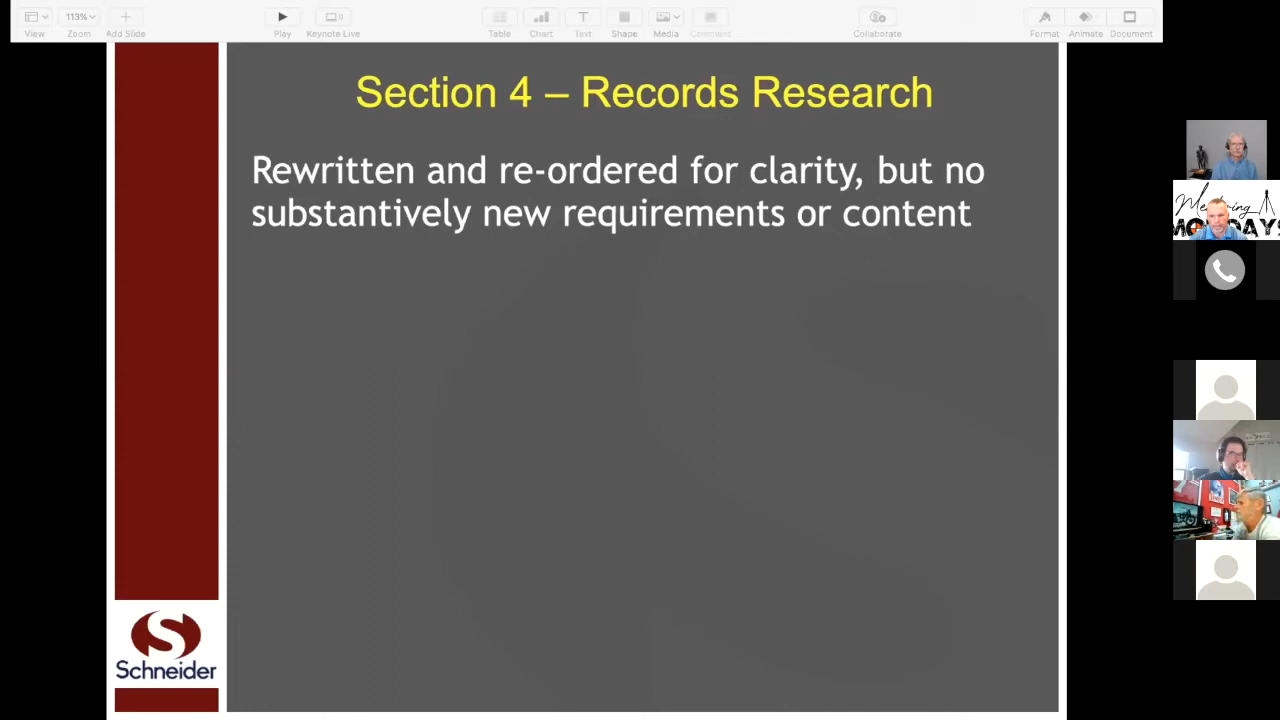 View
Zoom
Add Slide
113%
Play
Keynote Live
Table
Chart
Text
Shape
Media
Comment
Collaborate
Format
Animate
Document
Section 4 – Records Research
Rewritten and re-ordered for clarity, but no
substantively new requirements or content
Schneider